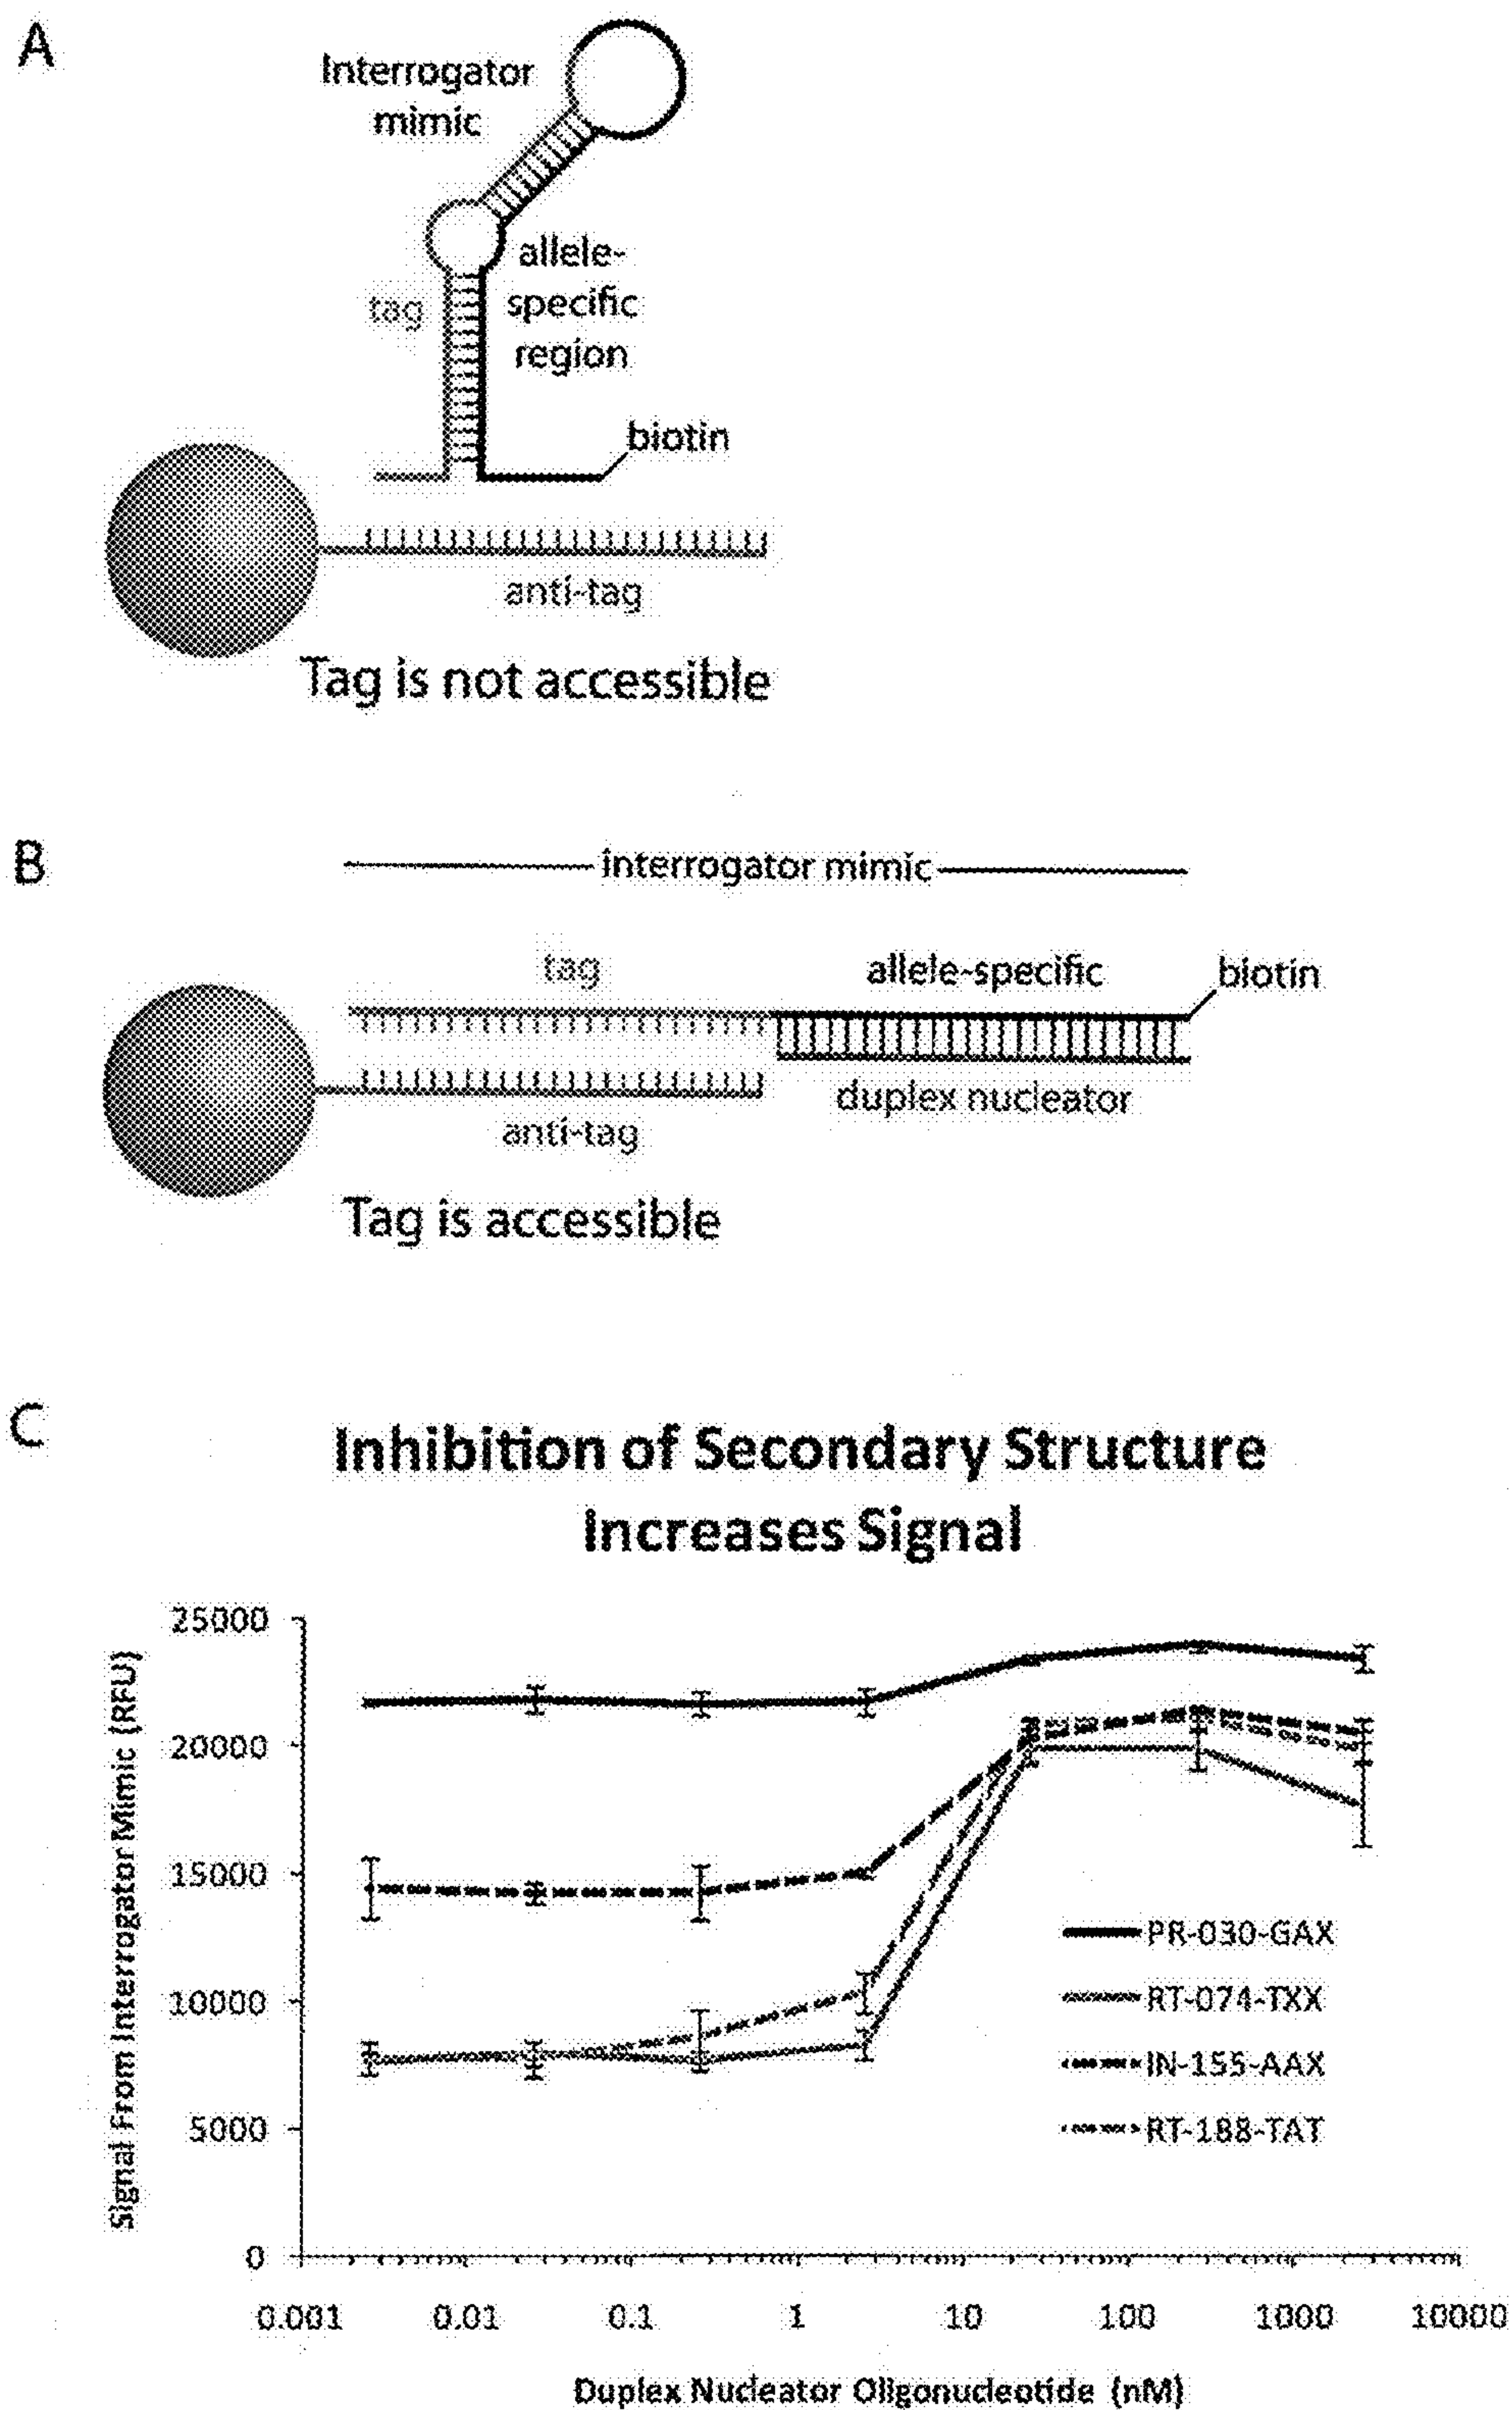 A
Interrogator
mimic
allele-
specific
region
tag
biotin
anti-tag
Tag is not accessible
B
interrogator mimic
tag
allele-specific
biotin
duplex nucleator
anti-tag
Tag is accessible
C
Inhibition of Secondary Structure
Increases Signal
Signal From Interrogator Mimic (RFU)
25000
20000
15000
10000
5000
0
PR-030-GAX
RT-074-TXX
IN-155-AAX
RT-188-TAT
0.001 0.01 0.1 1 10 100 1000 10000
Duplex Nucleator Oligonucleotide (nM)